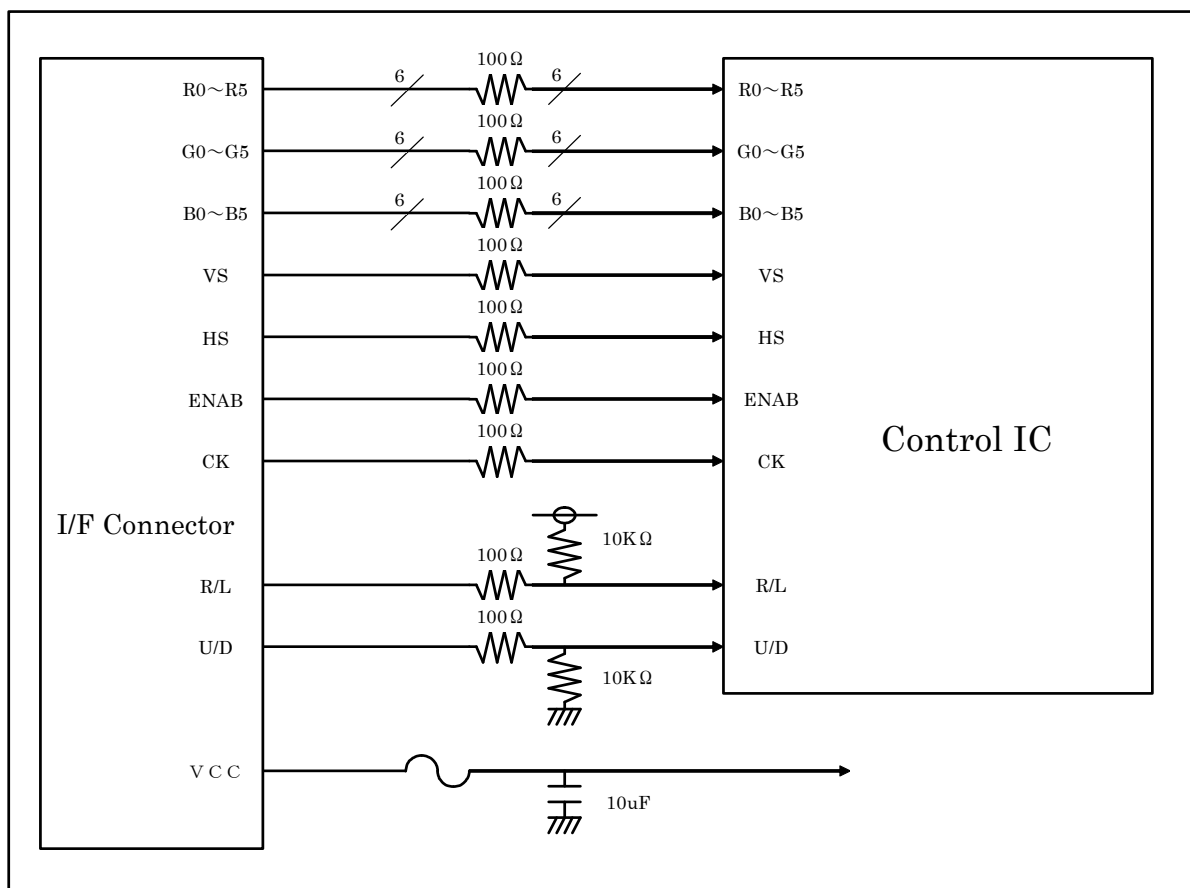 100Ω
R0~R5 6 6 R0~R5
100Ω
G0~G5 6 6 G0~G5
100Ω
B0~B5 6 6 B0~B5
100Ω
VS VS
100Ω
HS HS
100Ω
ENAB ENAB
100Ω
CK CK
Control IC
I/F Connector
10KΩ
100Ω
R/L R/L
100Ω
U/D U/D
10KΩ
VCC
10uF